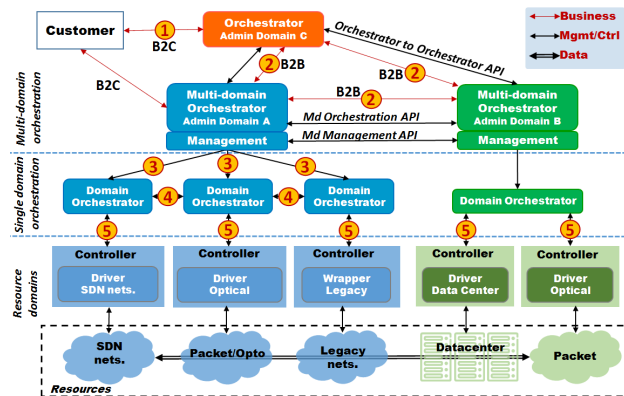 Customer
1
B2C
Orchestrator
Admin Domain C
Business
Mgmt/Ctrl
Data
Orchestrator to Orchestrator API
B2C
2
B2B
2
B2B
Multi-domain
orchestration
Multi-domain
Orchestrator
Admin Domain A
Management
B2B
2
Md Orchestration API
Md Management API
Multi-domain
Orchestrator
Admin Domain B
Management
Single domain
orchestration
3
3
3
Domain
Orchestrator
4
Domain
Orchestrator
4
Domain
Orchestrator
Domain Orchestrator
5
5
5
5
5
Resource
domains
Controller
Driver
SDN nets.
Controller
Driver
Optical
Controller
Wrapper
Legacy
Controller
Driver
Data Center
Controller
Driver
Optical
SDN
nets.
Packet/Opto
Legacy
nets.
Datacenter
Packet
Resources